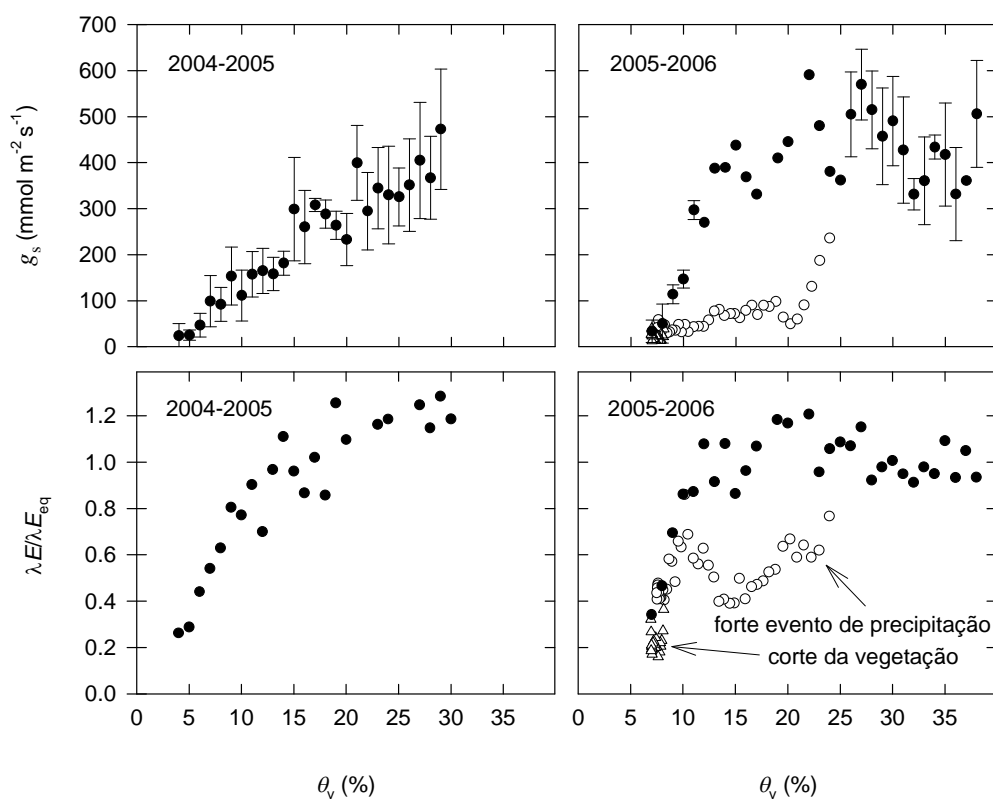 700
600
500
400
300
200
100
0
g_s (mmol m⁻² s⁻¹)
2004-2005
2005-2006
1.2
1.0
0.8
0.6
0.4
0.2
0.0
λE/λE_eq
2004-2005
2005-2006
forte evento de precipitação
corte da vegetação
0 5 10 15 20 25 30 35
0 5 10 15 20 25 30 35 40
θ_v (%)
θ_v (%)